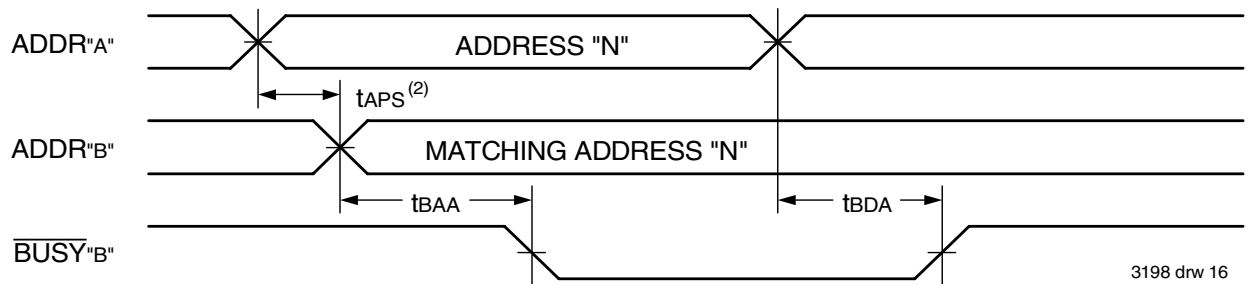 ADDR"A"
ADDRESS "N"
tAPS(2)
ADDR"B"
MATCHING ADDRESS "N"
tBAA
tBDA
BUSY"B"
3198 drw 16